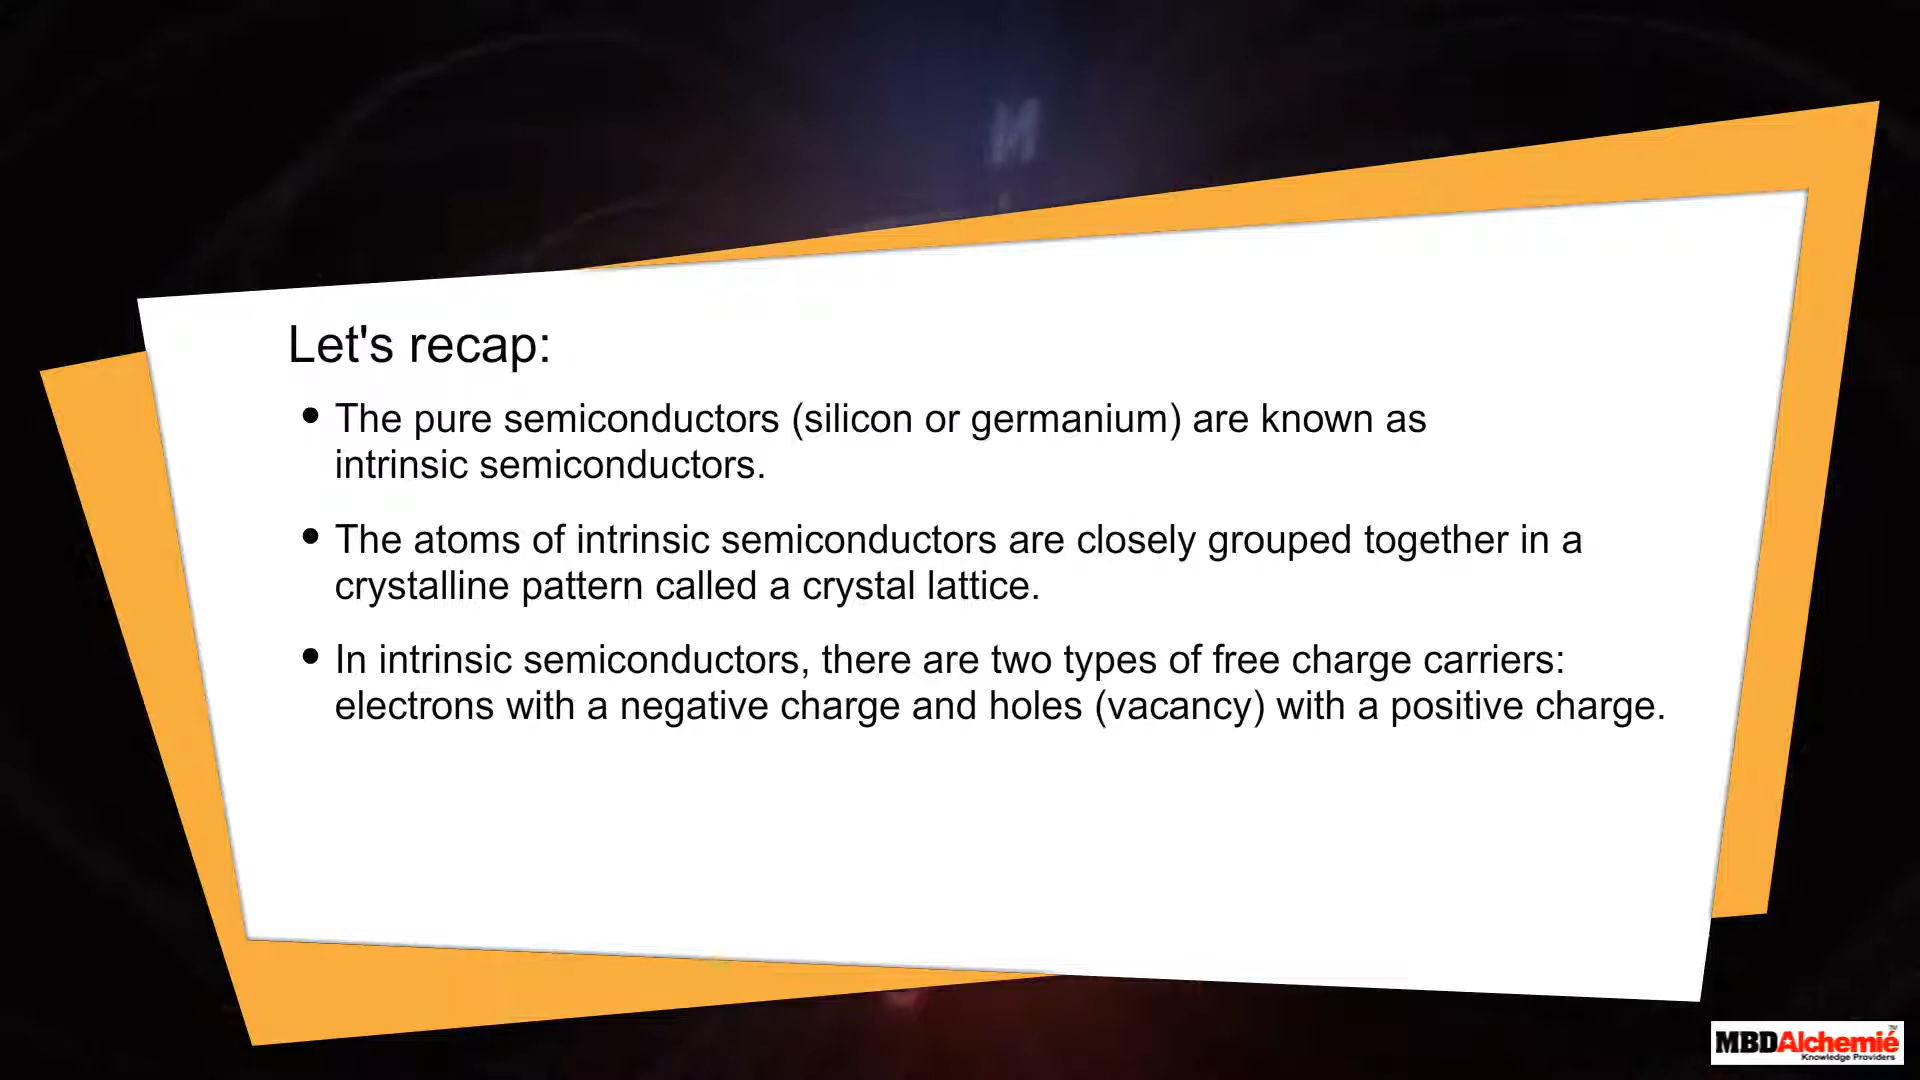 M
Let's recap:
• The pure semiconductors (silicon or germanium) are known as
intrinsic semiconductors.
• The atoms of intrinsic semiconductors are closely grouped together in a
crystalline pattern called a crystal lattice.
• In intrinsic semiconductors, there are two types of free charge carriers:
electrons with a negative charge and holes (vacancy) with a positive charge.
MBDAlchemié™
Knowledge Providers